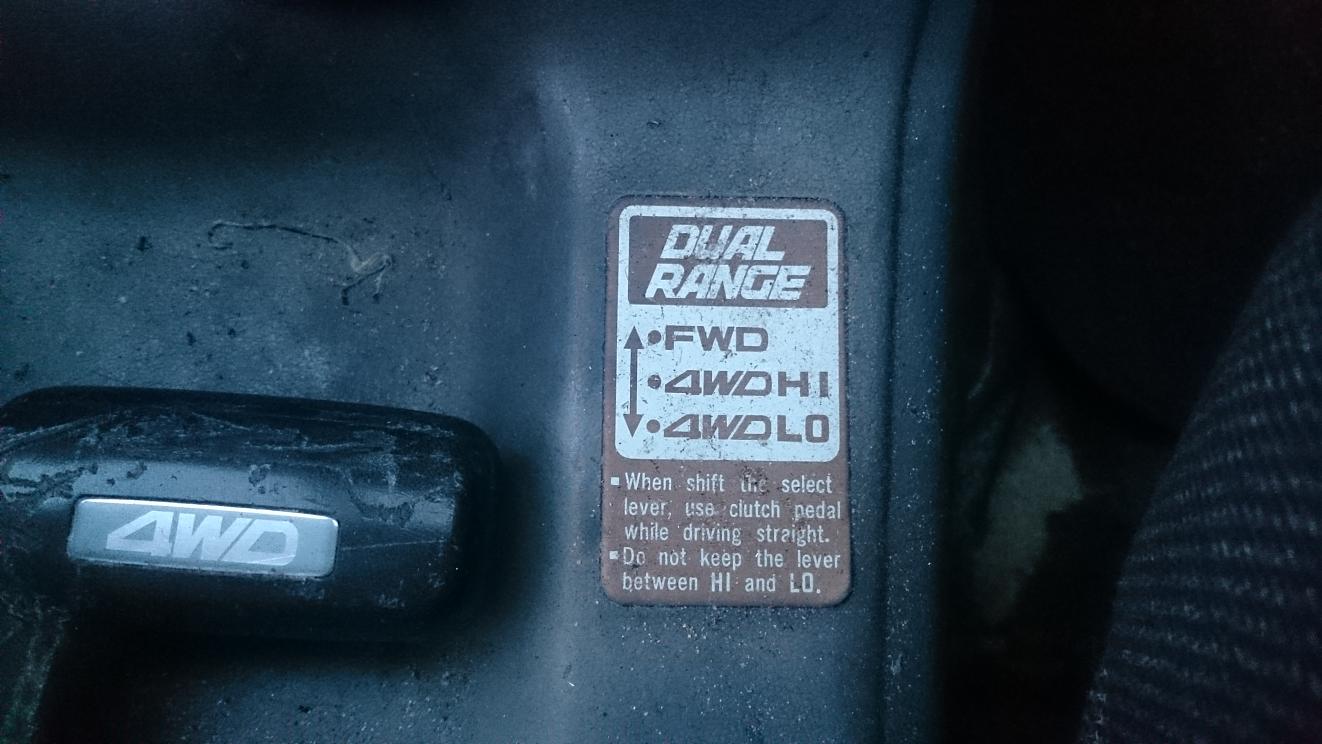 DUAL
RANGE
•FWD
•4WD HI
•4WD LO
▪When shift the select
lever, use clutch pedal
while driving straight.
▪Do not keep the lever
between HI and LO.
4WD